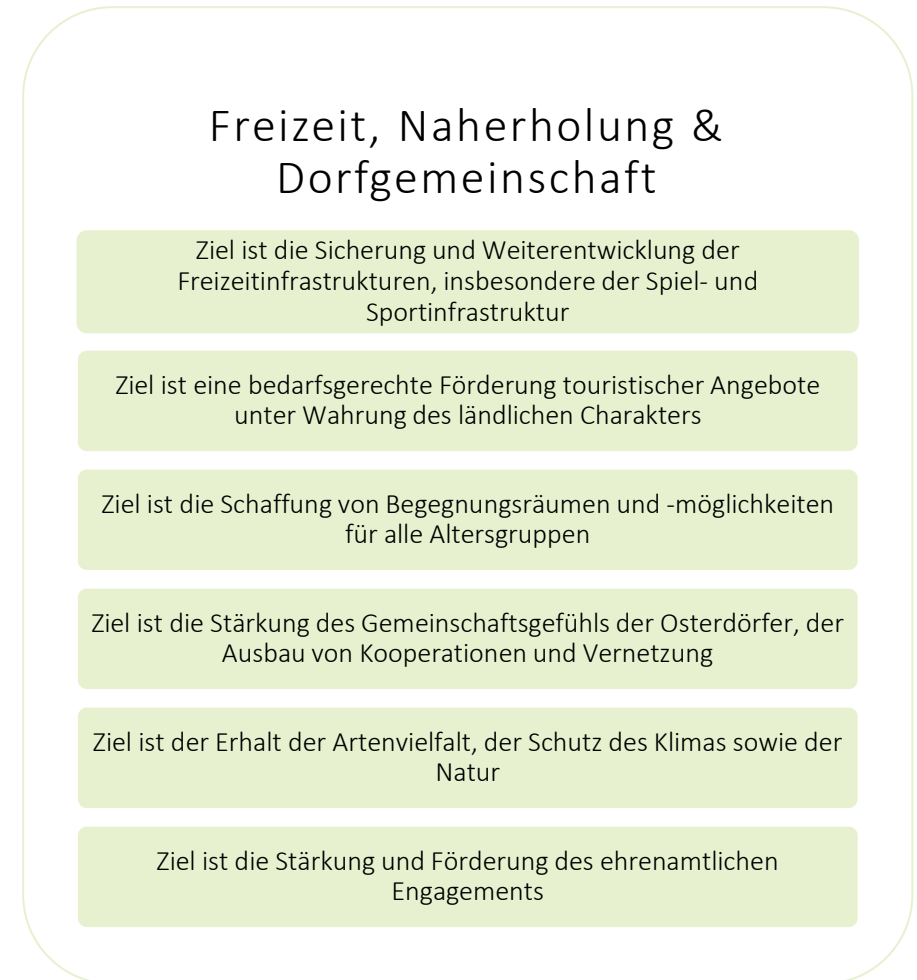 Freizeit, Naherholung &
Dorfgemeinschaft
Ziel ist die Sicherung und Weiterentwicklung der
Freizeitinfrastrukturen, insbesondere der Spiel- und
Sportinfrastruktur
Ziel ist eine bedarfsgerechte Förderung touristischer Angebote
unter Wahrung des ländlichen Charakters
Ziel ist die Schaffung von Begegnungsräumen und -möglichkeiten
für alle Altersgruppen
Ziel ist die Stärkung des Gemeinschaftsgefühls der Osterdörfer, der
Ausbau von Kooperationen und Vernetzung
Ziel ist der Erhalt der Artenvielfalt, der Schutz des Klimas sowie der
Natur
Ziel ist die Stärkung und Förderung des ehrenamtlichen
Engagements